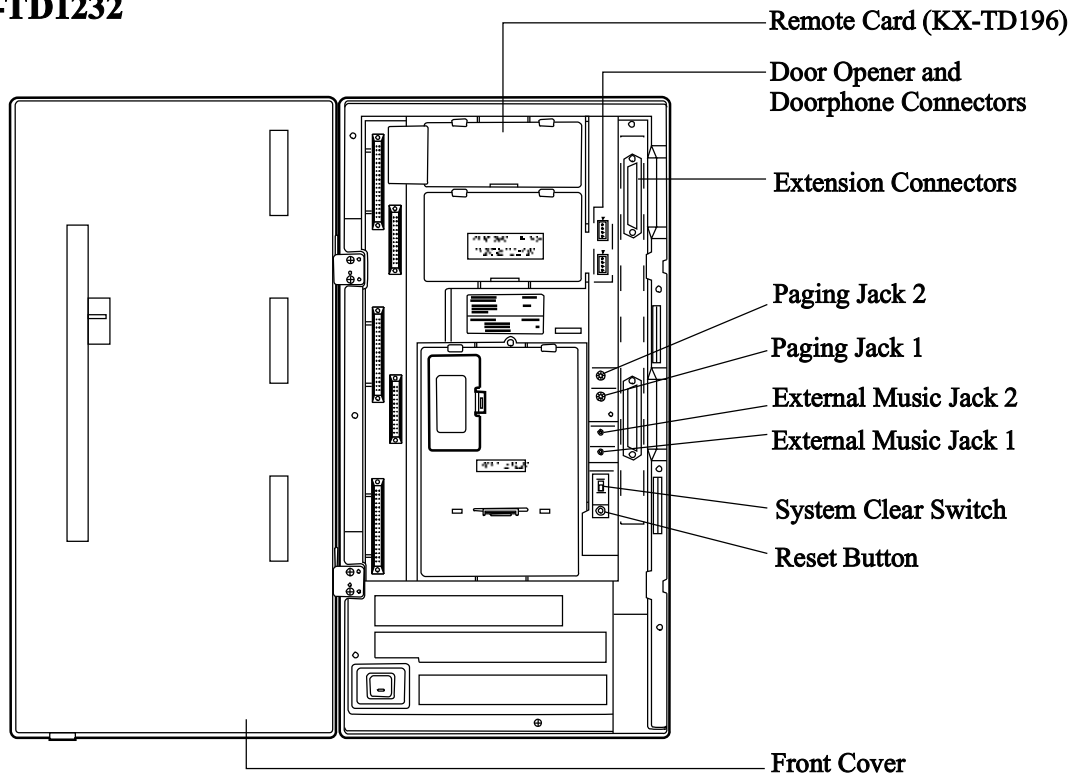 -TD1232
Remote Card (KX-TD196)
Door Opener and
Doorphone Connectors
Extension Connectors
Paging Jack 2
Paging Jack 1
External Music Jack 2
External Music Jack 1
System Clear Switch
Reset Button
Front Cover